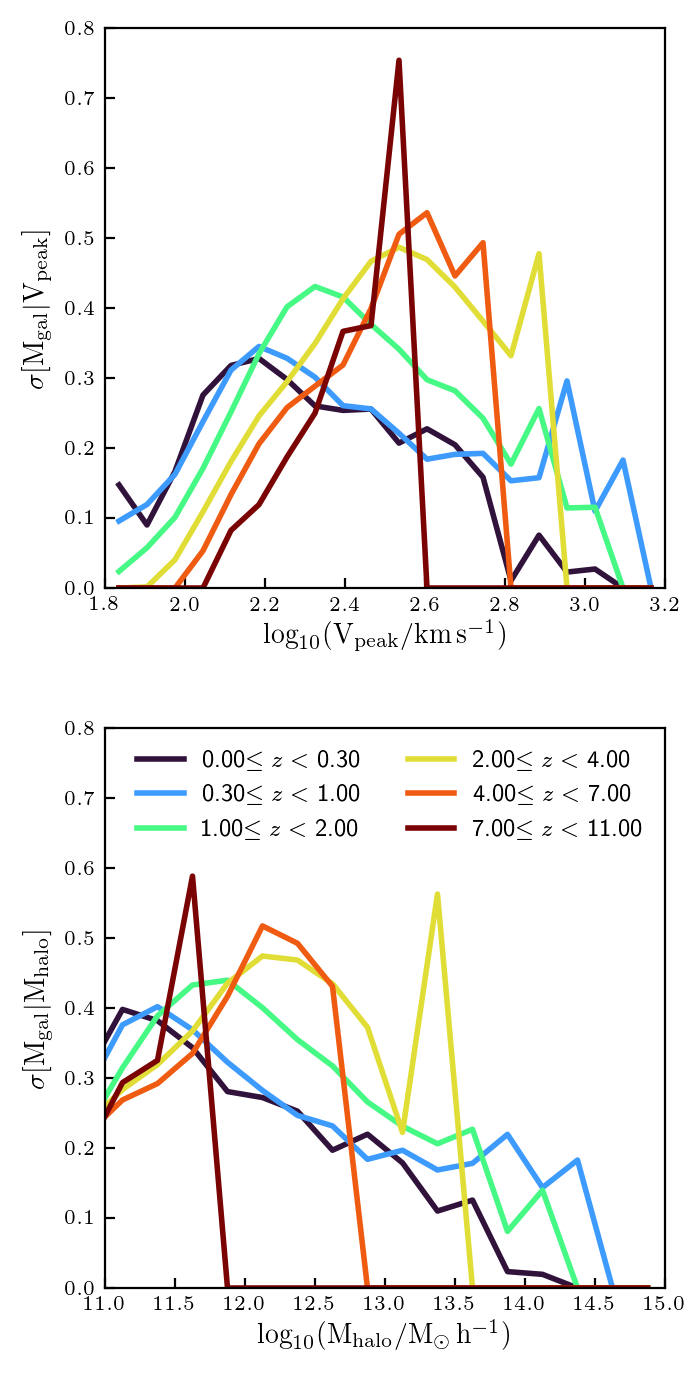 0.8
0.7
0.6
0.5
0.4
0.3
0.2
0.1
0.0
σ[M_gal|V_peak]
1.8 2.0 2.2 2.4 2.6 2.8 3.0 3.2
log₁₀(V_peak/km s⁻¹)
0.8
0.7
0.6
0.5
0.4
0.3
0.2
0.1
0.0
σ[M_gal|M_halo]
0.00≤ z < 0.30
0.30≤ z < 1.00
1.00≤ z < 2.00
2.00≤ z < 4.00
4.00≤ z < 7.00
7.00≤ z < 11.00
11.0 11.5 12.0 12.5 13.0 13.5 14.0 14.5 15.0
log₁₀(M_halo/M_⊙ h⁻¹)